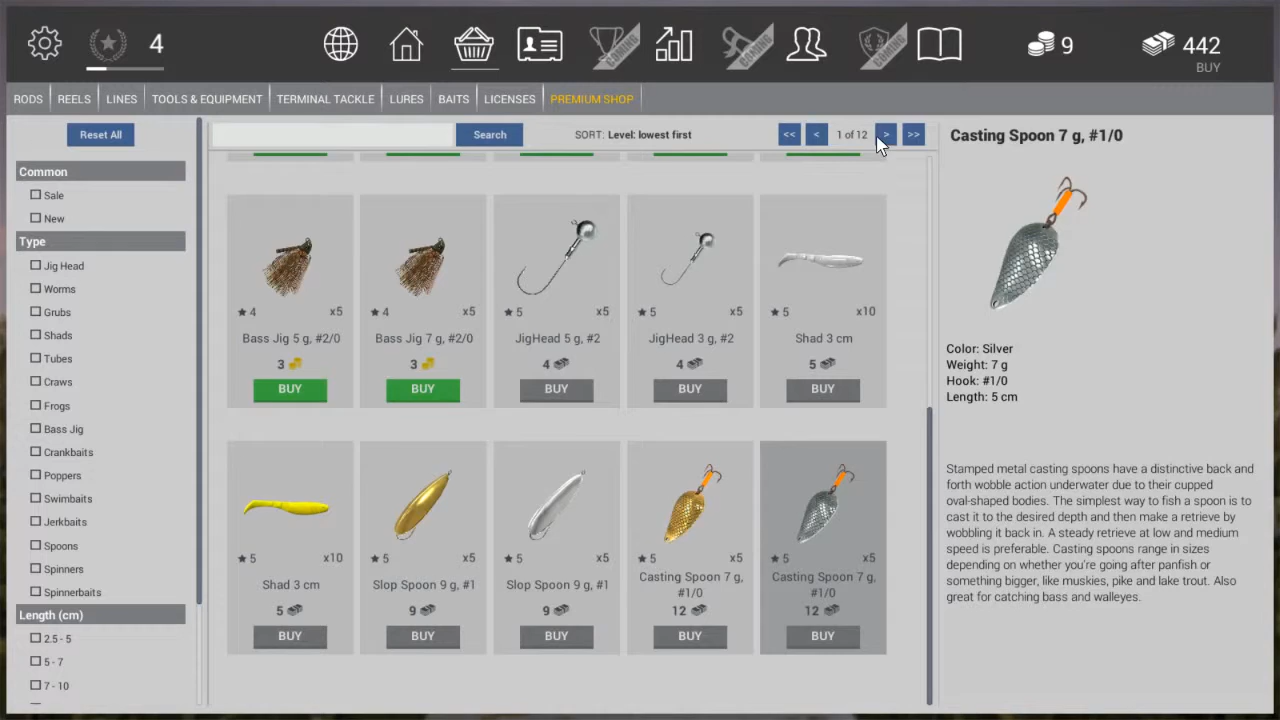 4
COMING
COMING
COMING
9
442
BUY
RODS
REELS
LINES
TOOLS & EQUIPMENT
TERMINAL TACKLE
LURES
BAITS
LICENSES
PREMIUM SHOP
Reset All
Search
SORT: Level: lowest first
<<
<
1 of 12
>
>>
Common
Sale
New
Type
Jig Head
Worms
Grubs
Shads
Tubes
Craws
Frogs
Bass Jig
Crankbaits
Poppers
Swimbaits
Jerkbaits
Spoons
Spinners
Spinnerbaits
Length (cm)
2.5 - 5
5 - 7
7 - 10
4 x5
Bass Jig 5 g, #2/0
3
BUY
4 x5
Bass Jig 7 g, #2/0
3
BUY
5 x5
JigHead 5 g, #2
4
BUY
5 x5
JigHead 3 g, #2
4
BUY
5 x10
Shad 3 cm
5
BUY
5 x10
Shad 3 cm
5
BUY
5 x5
Slop Spoon 9 g, #1
9
BUY
5 x5
Slop Spoon 9 g, #1
9
BUY
5 x5
Casting Spoon 7 g,
#1/0
12
BUY
5 x5
Casting Spoon 7 g,
#1/0
12
BUY
Casting Spoon 7 g, #1/0
Color: Silver
Weight: 7 g
Hook: #1/0
Length: 5 cm
Stamped metal casting spoons have a distinctive back and
forth wobble action underwater due to their cupped
oval-shaped bodies. The simplest way to fish a spoon is to
cast it to the desired depth and then make a retrieve by
wobbling it back in. A steady retrieve at low and medium
speed is preferable. Casting spoons range in sizes
depending on whether you're going after panfish or
something bigger, like muskies, pike and lake trout. Also
great for catching bass and walleyes.